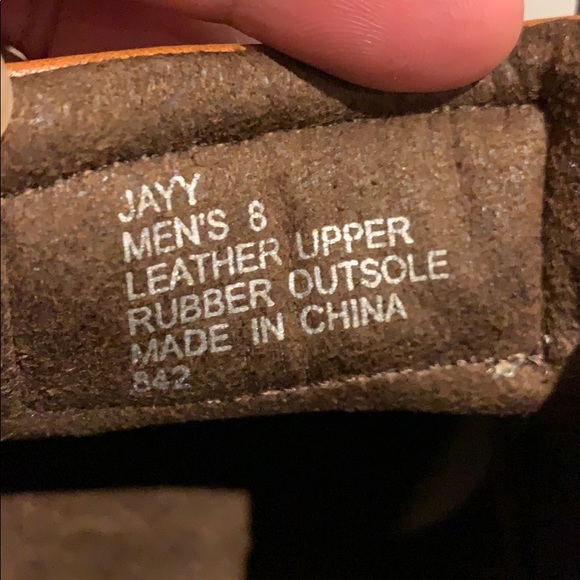 JAYY
MEN'S 8
LEATHER UPPER
RUBBER OUTSOLE
MADE IN CHINA
842